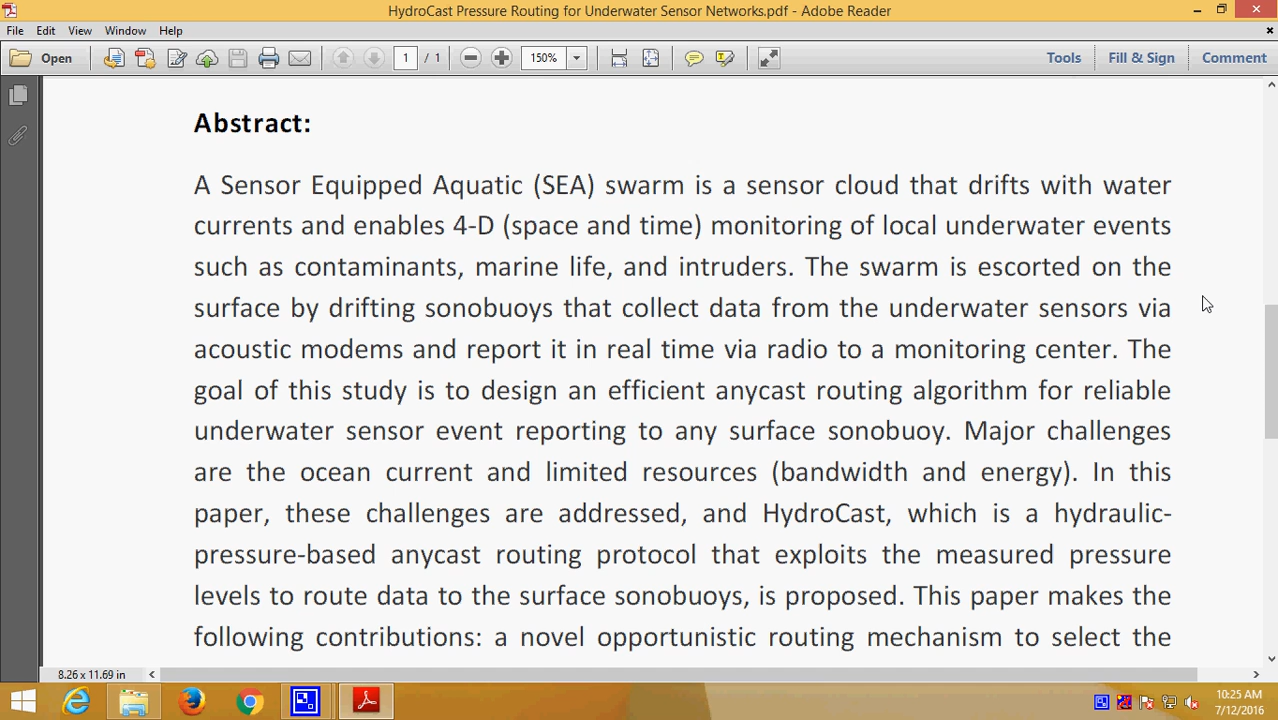 HydroCast Pressure Routing for Underwater Sensor Networks.pdf - Adobe Reader
File Edit View Window Help
Open 1 / 1 150% Tools Fill & Sign Comment
Abstract:
A Sensor Equipped Aquatic (SEA) swarm is a sensor cloud that drifts with water
currents and enables 4-D (space and time) monitoring of local underwater events
such as contaminants, marine life, and intruders. The swarm is escorted on the
surface by drifting sonobuoys that collect data from the underwater sensors via
acoustic modems and report it in real time via radio to a monitoring center. The
goal of this study is to design an efficient anycast routing algorithm for reliable
underwater sensor event reporting to any surface sonobuoy. Major challenges
are the ocean current and limited resources (bandwidth and energy). In this
paper, these challenges are addressed, and HydroCast, which is a hydraulic-
pressure-based anycast routing protocol that exploits the measured pressure
levels to route data to the surface sonobuoys, is proposed. This paper makes the
following contributions: a novel opportunistic routing mechanism to select the
8.26 x 11.69 in
10:25 AM
7/12/2016